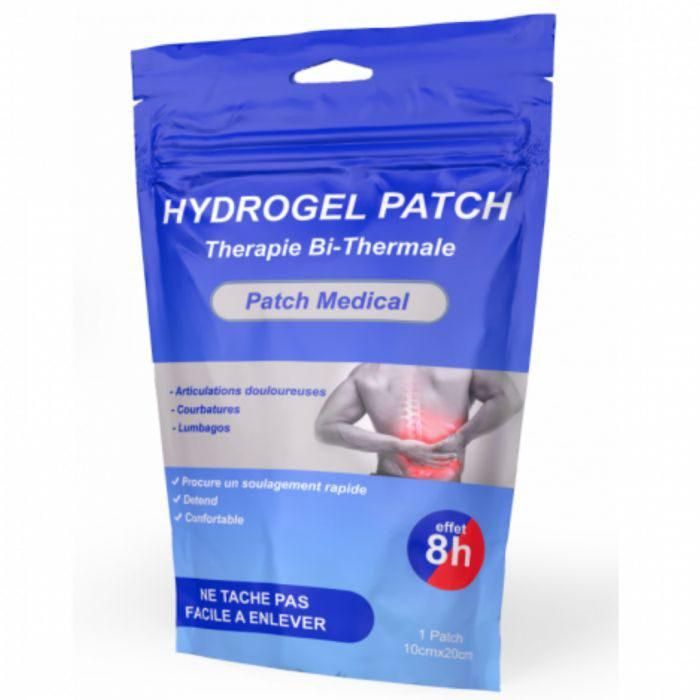 HYDROGEL PATCH
Therapie Bi-Thermale
Patch Medical
- Articulations douloureuses
- Courbatures
- Lumbagos
✓ Procure un soulagement rapide
✓ Detend
✓ Confortable
effet
8h
NE TACHE PAS
FACILE A ENLEVER
1 Patch
10cmx20cm